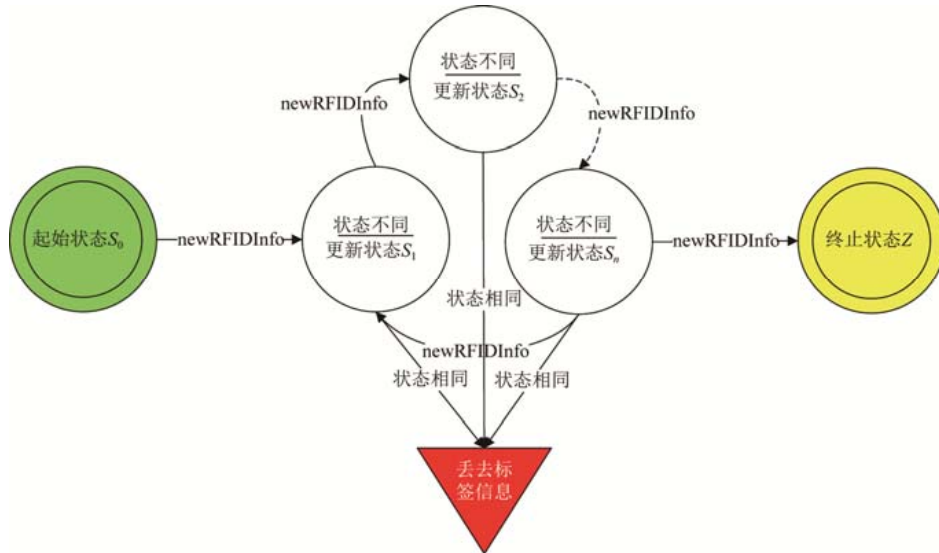 状态不同
更新状态S₂
newRFIDInfo
newRFIDInfo
起始状态S₀
newRFIDInfo
状态不同
更新状态S₁
状态不同
更新状态Sₙ
newRFIDInfo
终止状态Z
状态相同
newRFIDInfo
状态相同
状态相同
丢去标
签信息